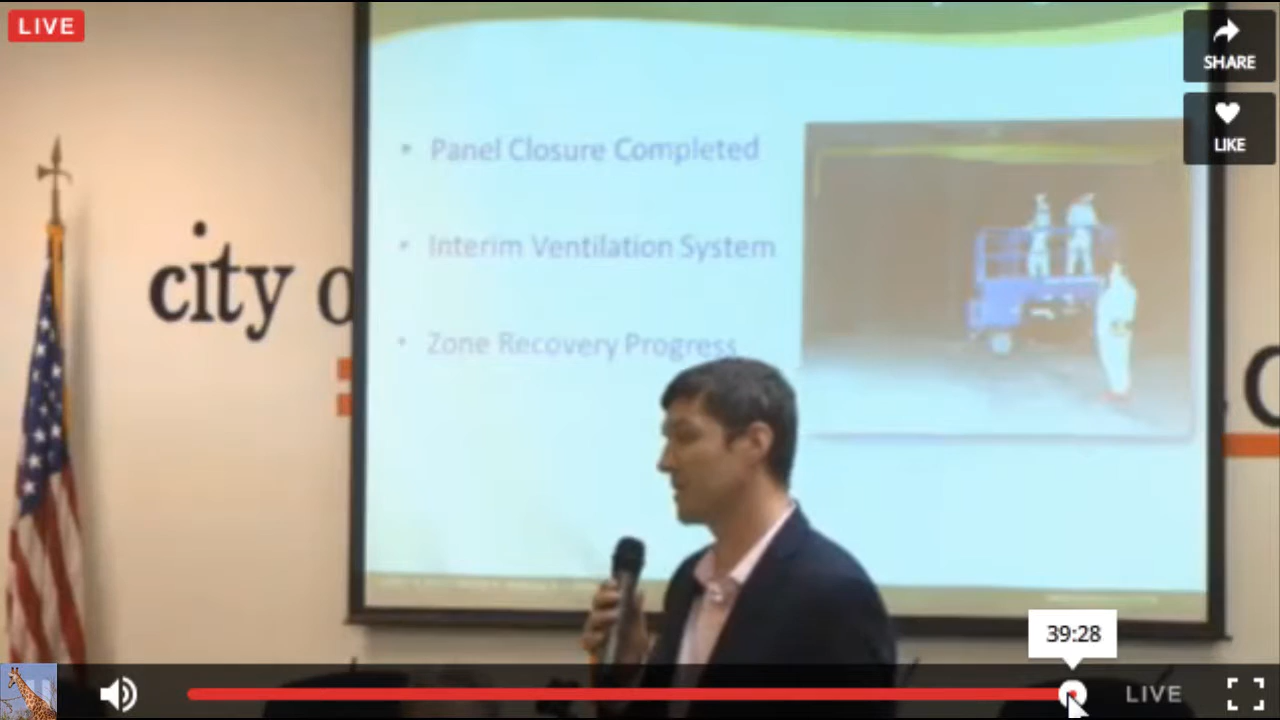 LIVE
SHARE
LIKE
• Panel Closure Completed
• Interim Ventilation System
• Zone Recovery Progress
city o
39:28
LIVE